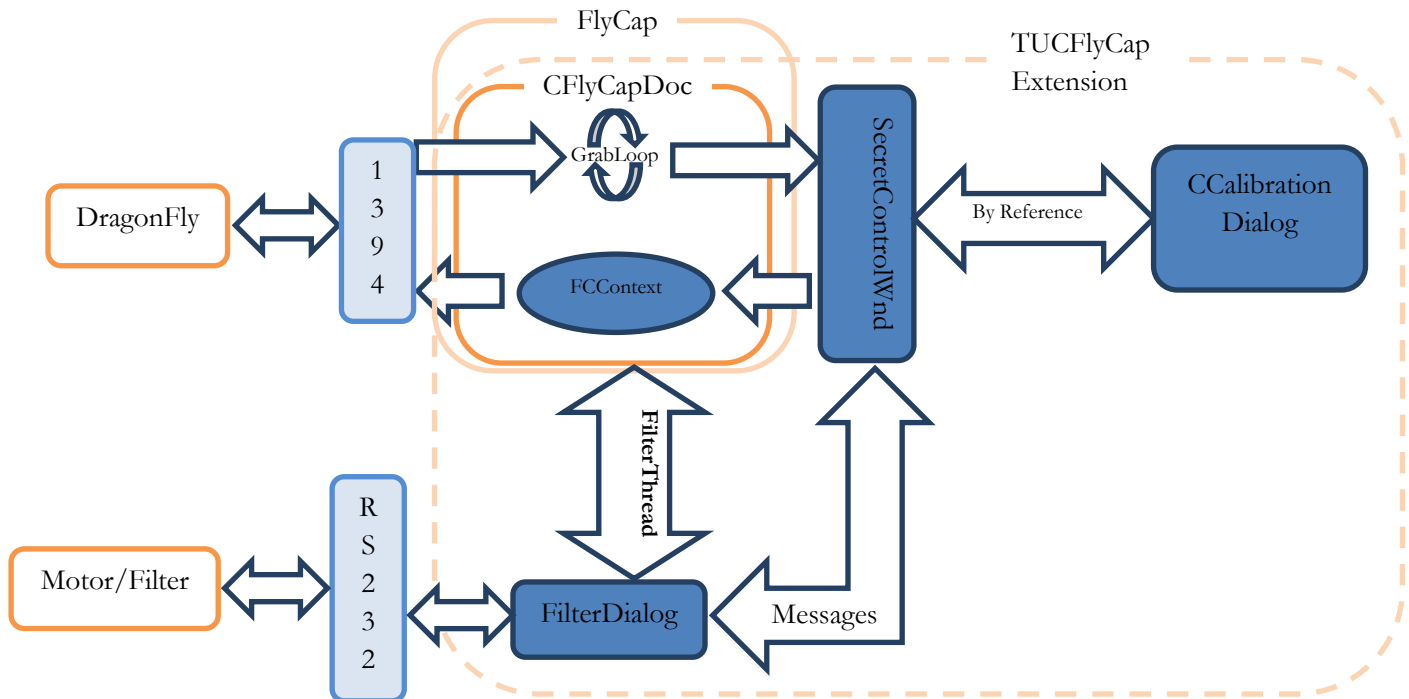 FlyCap
TUCFlyCap
Extension
CFlyCapDoc
GrabLoop
1
3
9
4
DragonFly
SecretControlWnd
By Reference
CCalibration
Dialog
FCContext
FilterThread
R
S
2
3
2
Motor/Filter
FilterDialog
Messages